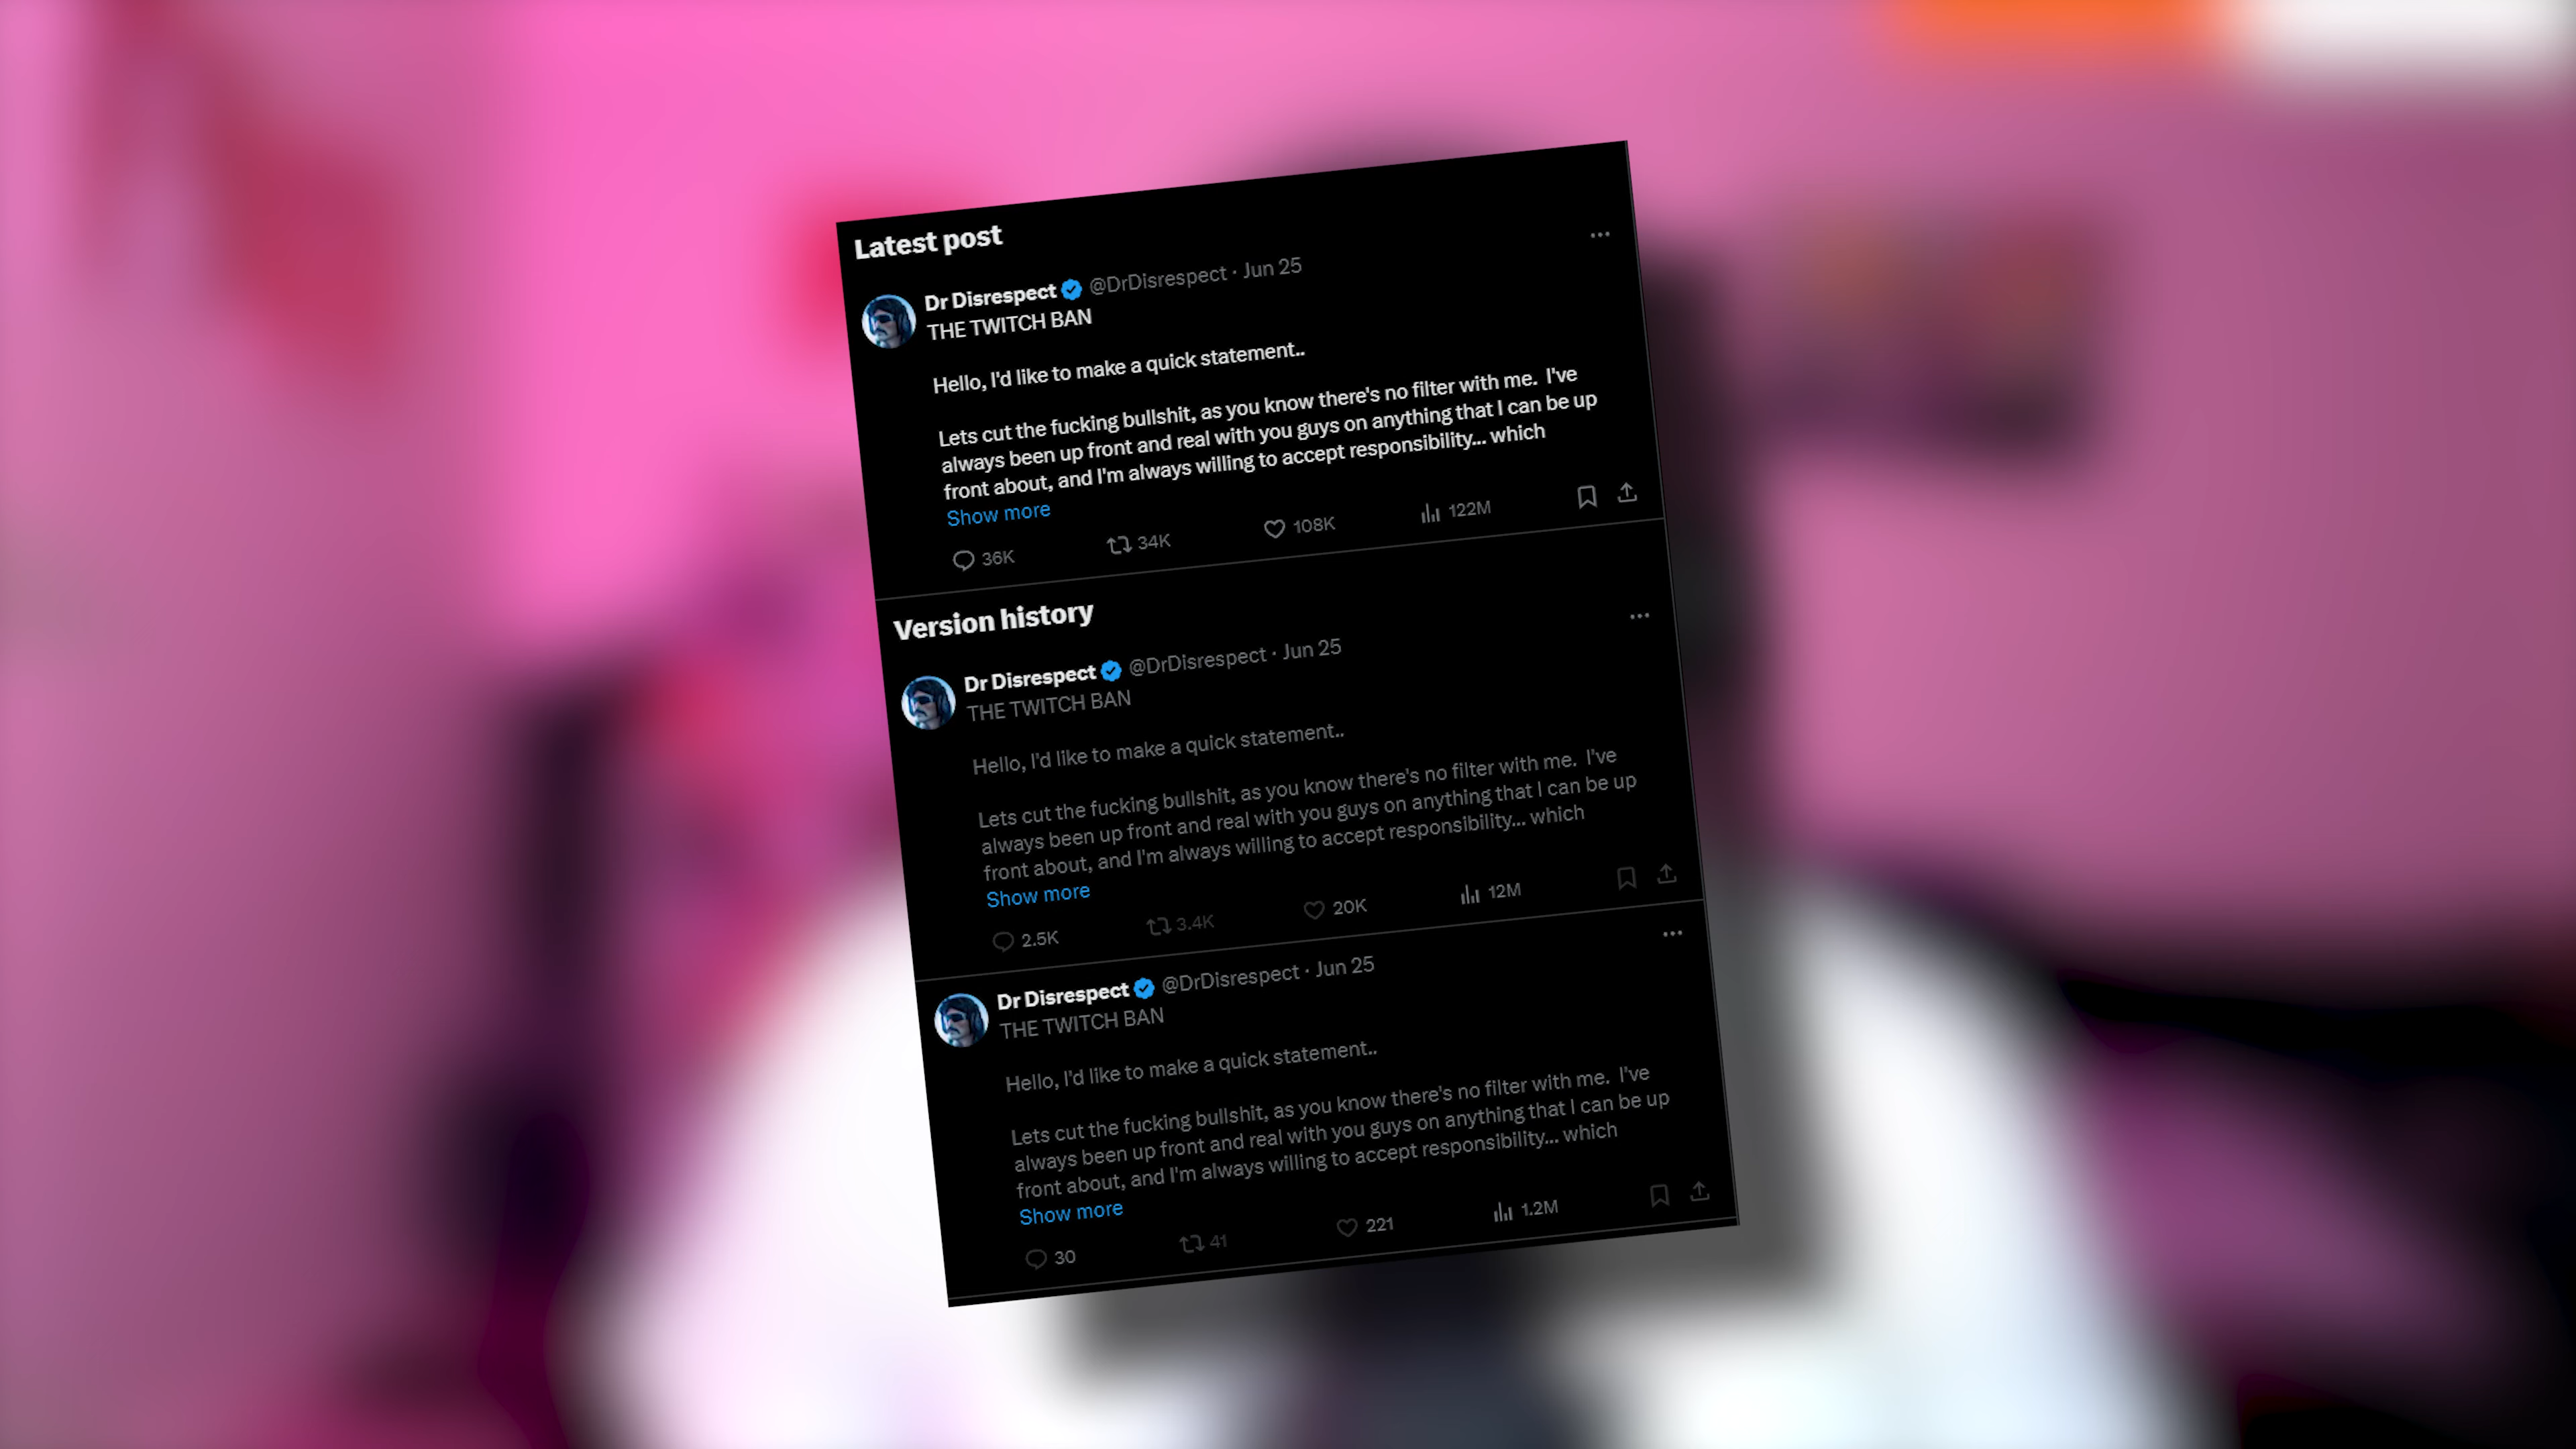 Latest post
Dr Disrespect @DrDisrespect · Jun 25
THE TWITCH BAN
Hello, I'd like to make a quick statement..
Lets cut the fucking bullshit, as you know there's no filter with me.  I've
always been up front and real with you guys on anything that I can be up
front about, and I'm always willing to accept responsibility... which
Show more
36K 34K 108K 122M
Version history
Dr Disrespect @DrDisrespect · Jun 25
THE TWITCH BAN
Hello, I'd like to make a quick statement..
Lets cut the fucking bullshit, as you know there's no filter with me.  I've
always been up front and real with you guys on anything that I can be up
front about, and I'm always willing to accept responsibility... which
Show more
2.5K 3.4K 20K 12M
Dr Disrespect @DrDisrespect · Jun 25
THE TWITCH BAN
Hello, I'd like to make a quick statement..
Lets cut the fucking bullshit, as you know there's no filter with me.  I've
always been up front and real with you guys on anything that I can be up
front about, and I'm always willing to accept responsibility... which
Show more
30 41 221 1.2M